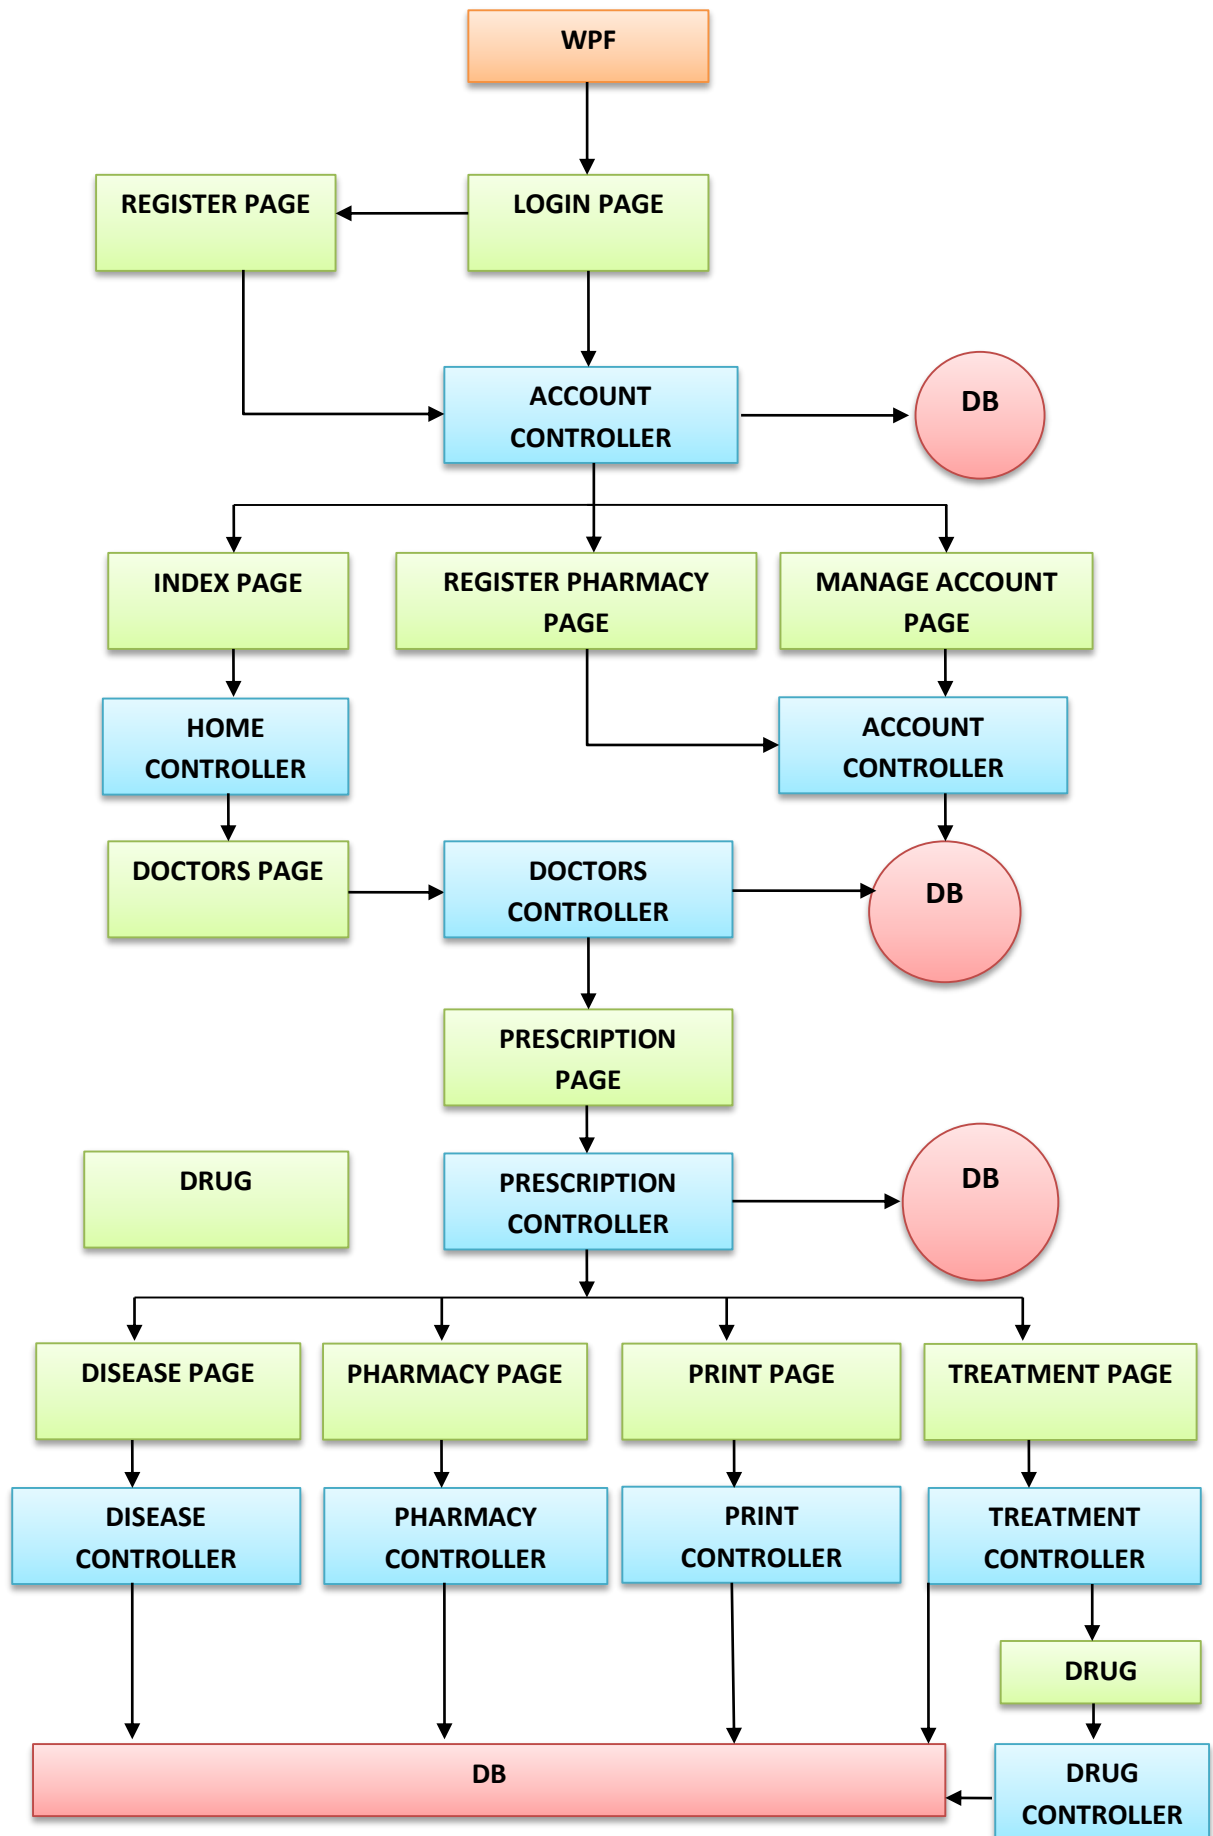 WPF
REGISTER PAGE
LOGIN PAGE
ACCOUNT
CONTROLLER
DB
INDEX PAGE
REGISTER PHARMACY
PAGE
MANAGE ACCOUNT
PAGE
HOME
CONTROLLER
ACCOUNT
CONTROLLER
DOCTORS PAGE
DOCTORS
CONTROLLER
DB
PRESCRIPTION
PAGE
DRUG
PRESCRIPTION
CONTROLLER
DB
DISEASE PAGE
PHARMACY PAGE
PRINT PAGE
TREATMENT PAGE
DISEASE
CONTROLLER
PHARMACY
CONTROLLER
PRINT
CONTROLLER
TREATMENT
CONTROLLER
DRUG
DB
DRUG
CONTROLLER